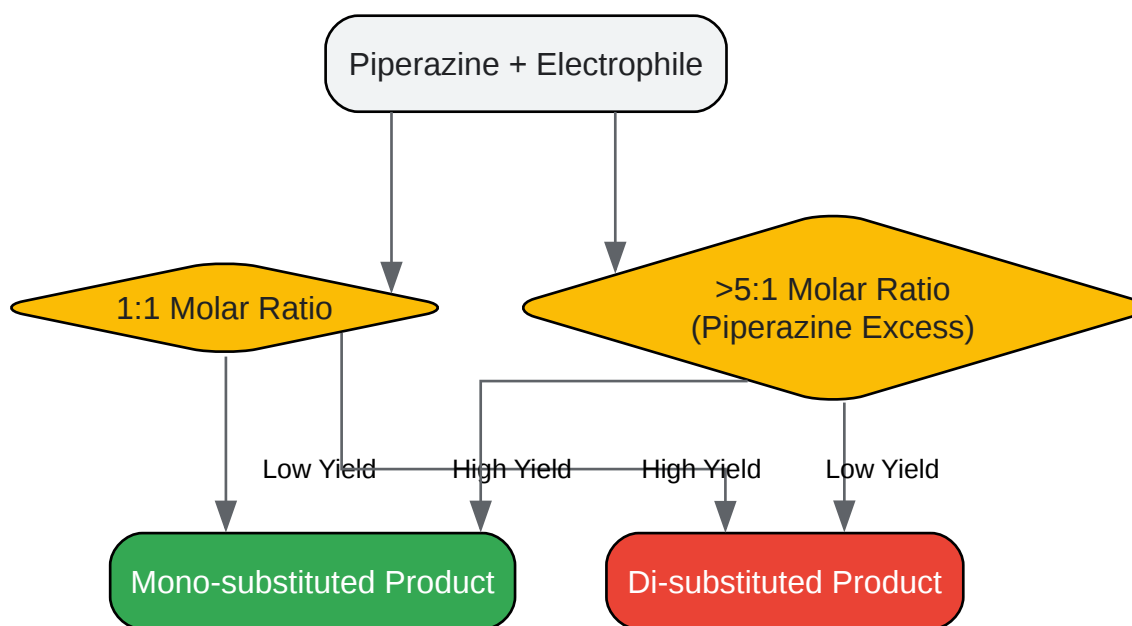 Piperazine + Electrophile
1:1 Molar Ratio
>5:1 Molar Ratio
(Piperazine Excess)
Low Yield
High Yield
High Yield
Low Yield
Mono-substituted Product
Di-substituted Product